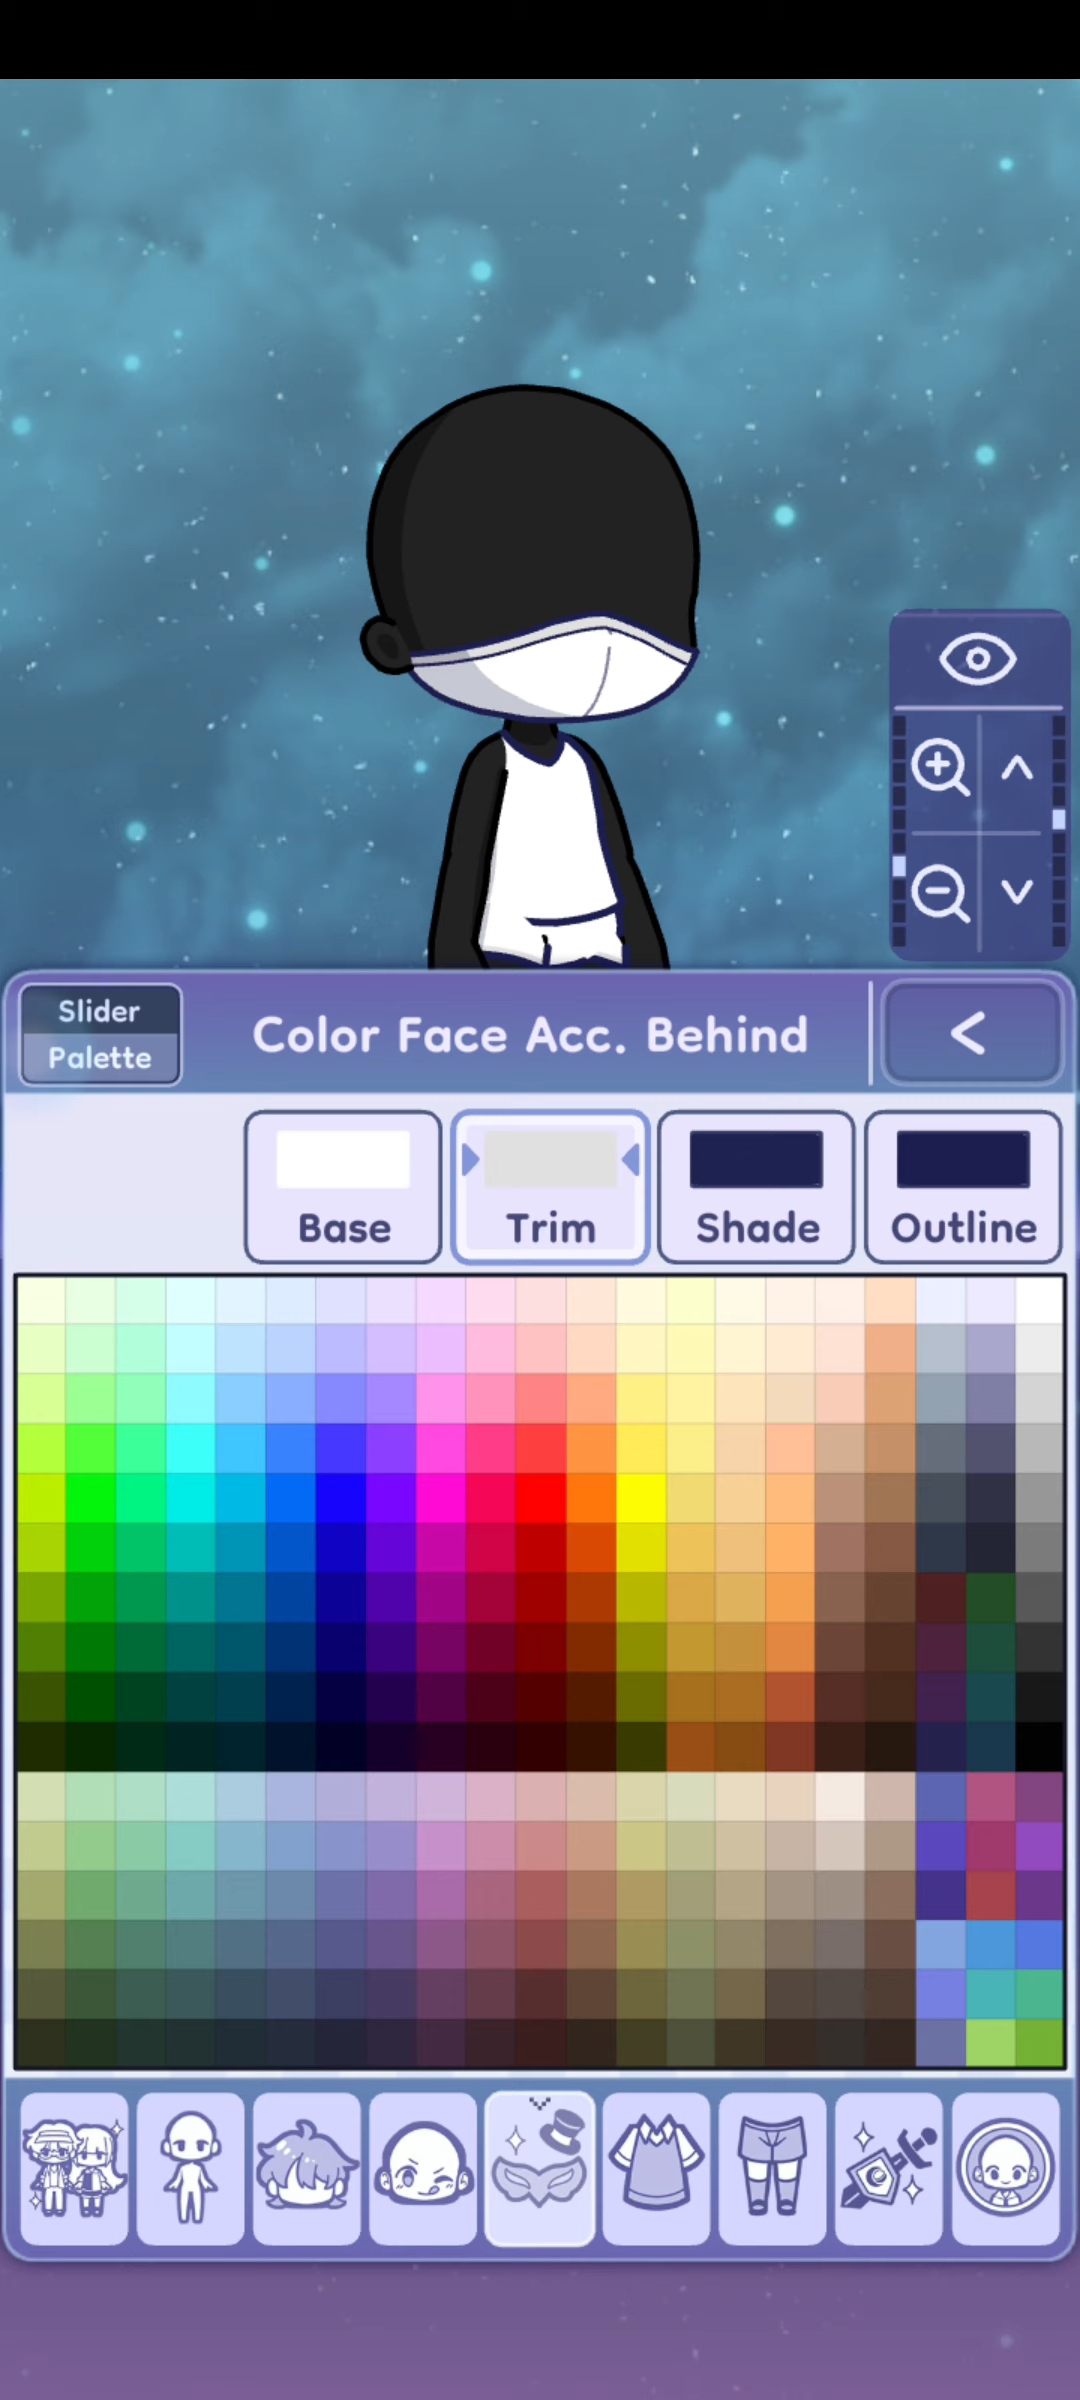 Slider
Palette
Color Face Acc. Behind
Base
Trim
Shade
Outline